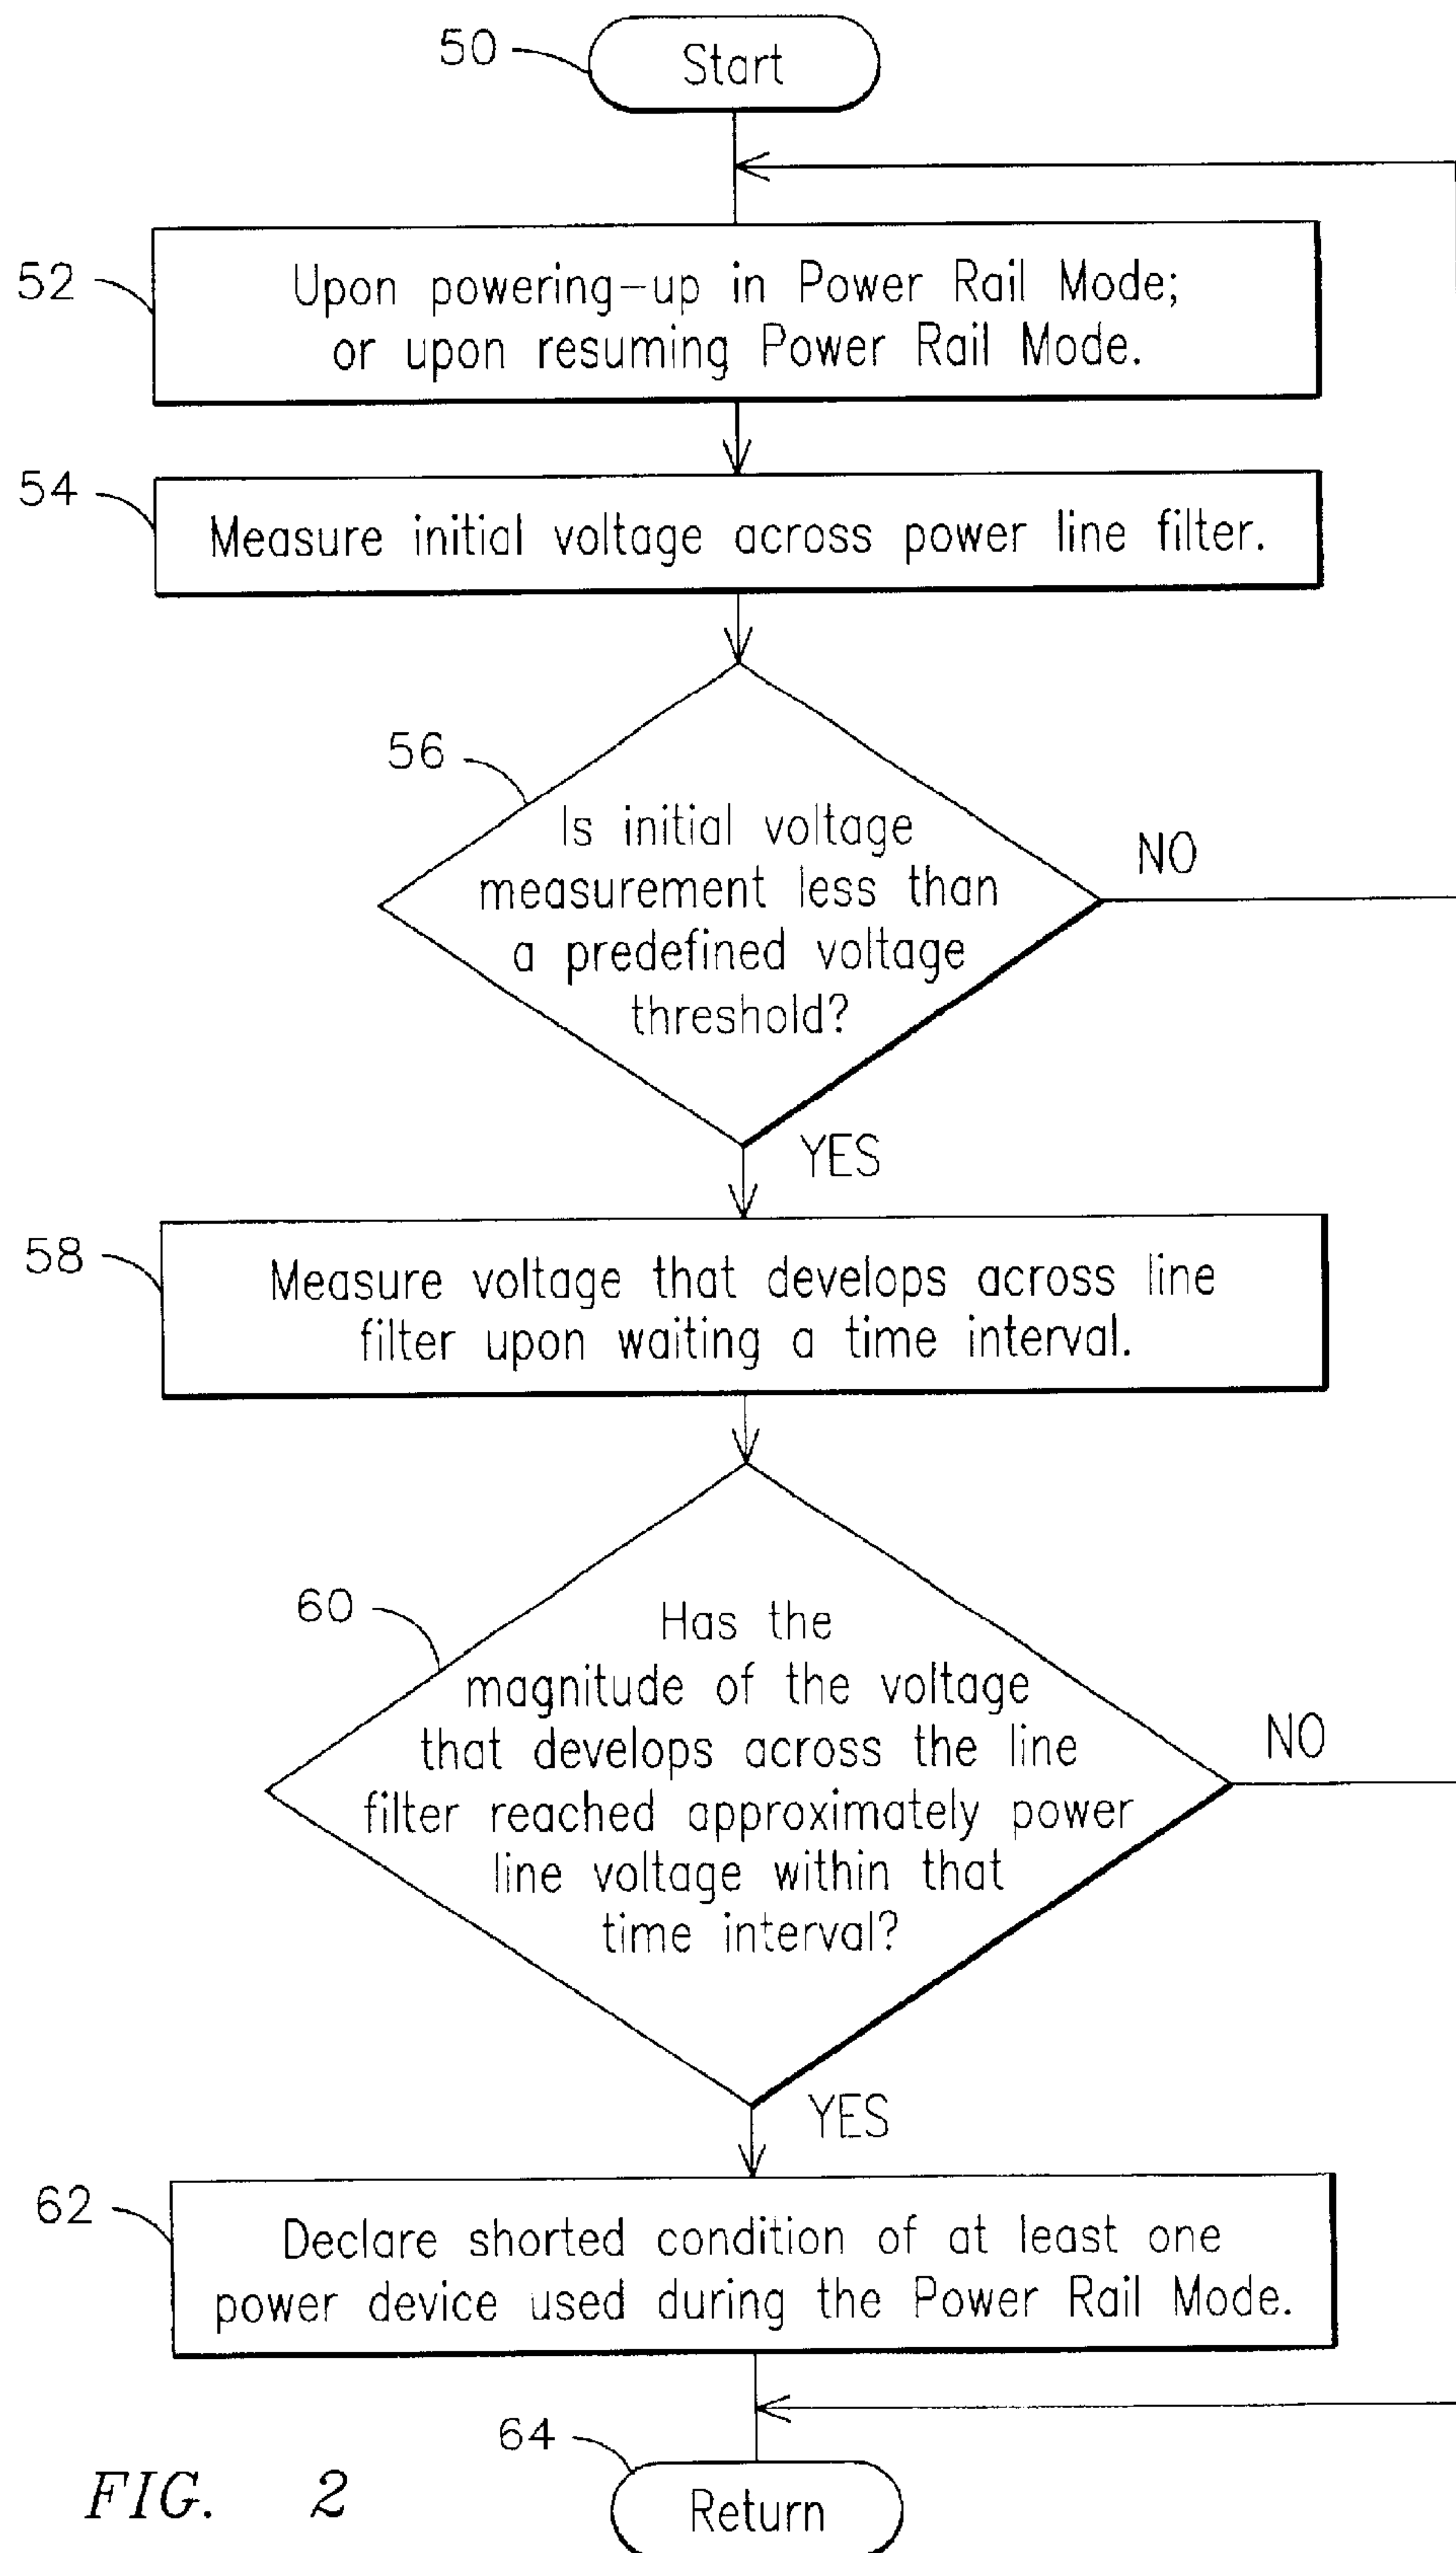 50
Start
52
Upon powering-up in Power Rail Mode;
or upon resuming Power Rail Mode.
54
Measure initial voltage across power line filter.
56
Is initial voltage
measurement less than
a predefined voltage
threshold?
NO
YES
58
Measure voltage that develops across line
filter upon waiting a time interval.
60
Has the
magnitude of the voltage
that develops across the line
filter reached approximately power
line voltage within that
time interval?
NO
YES
62
Declare shorted condition of at least one
power device used during the Power Rail Mode.
64
Return
FIG. 2